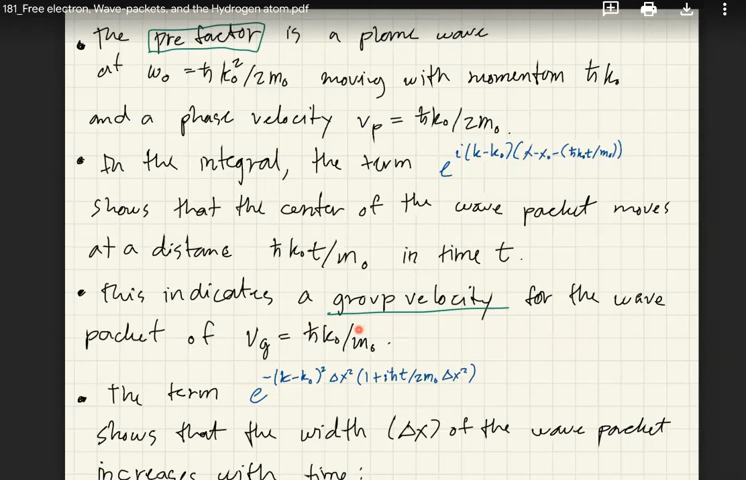 181_Free electron, Wave-packets, and the Hydrogen atom.pdf
• The pre factor is a plane wave
at ω₀ = ħk₀²/2m₀ moving with momentum ħk₀
and a phase velocity vₚ = ħk₀/2m₀.
• In the integral, the term e^{i(k-k₀)(x-x₀-(ħk₀t/m₀))}
shows that the center of the wave packet moves
at a distance ħk₀t/m₀ in time t.
• This indicates a group velocity for the wave
packet of v_g = ħk₀/m₀.
• The term e^{-(k-k₀)²Δx²(1+iħt/2m₀Δx²)}
shows that the width (Δx) of the wave packet
increases with time: